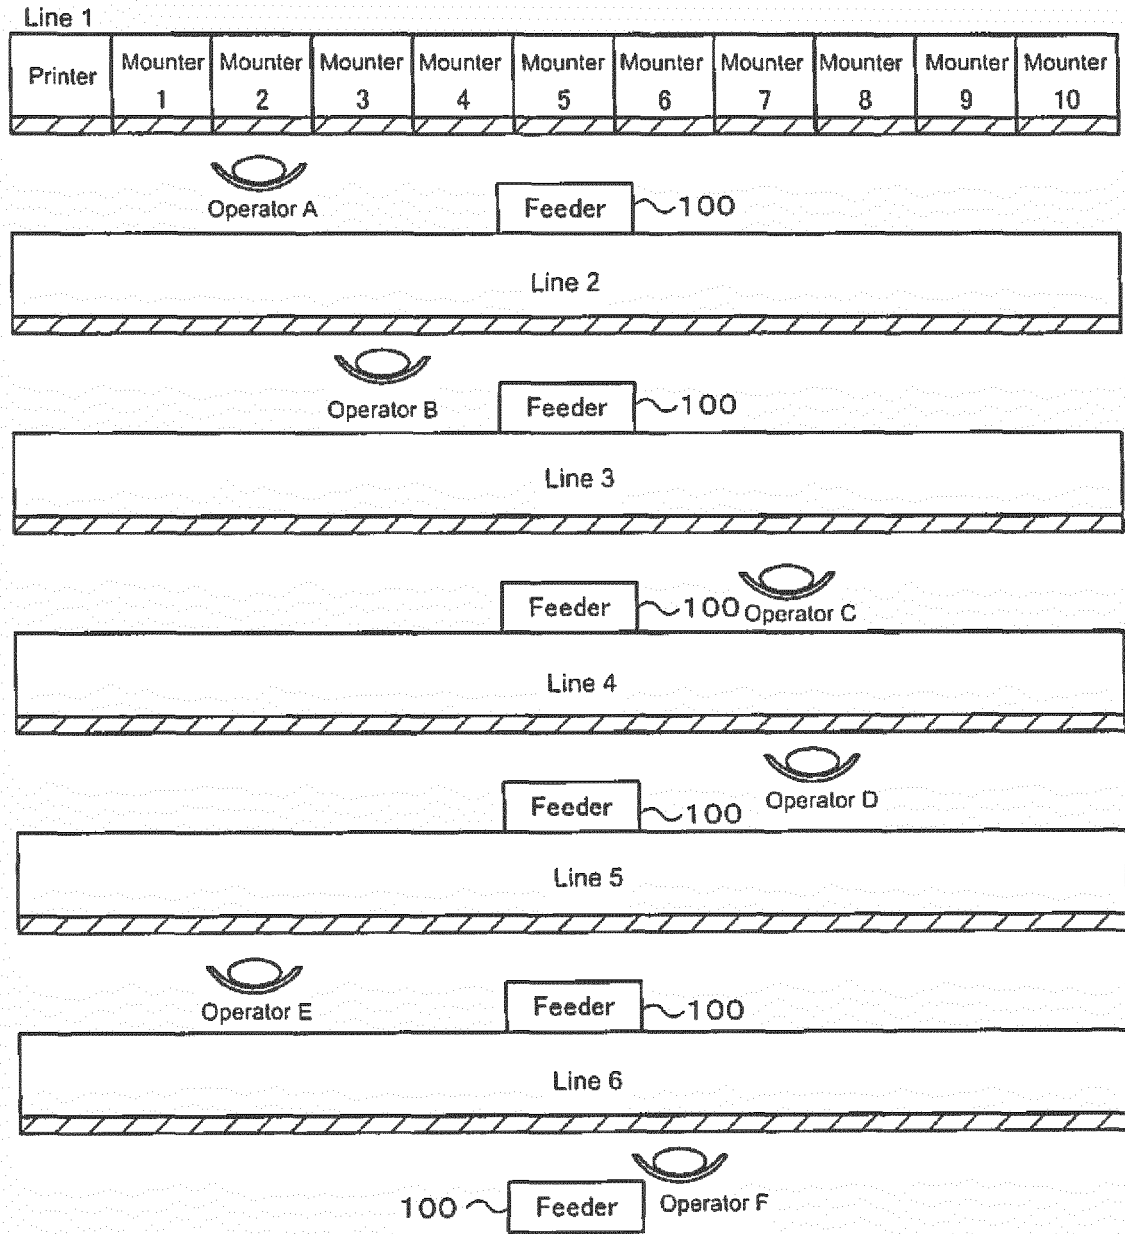 Line 1
Printer Mounter Mounter Mounter Mounter Mounter Mounter Mounter Mounter Mounter Mounter
1 2 3 4 5 6 7 8 9 10
Operator A
Feeder 100
Line 2
Operator B
Feeder 100
Line 3
Feeder 100 Operator C
Line 4
Operator D
Feeder 100
Line 5
Operator E
Feeder 100
Line 6
100 Feeder Operator F